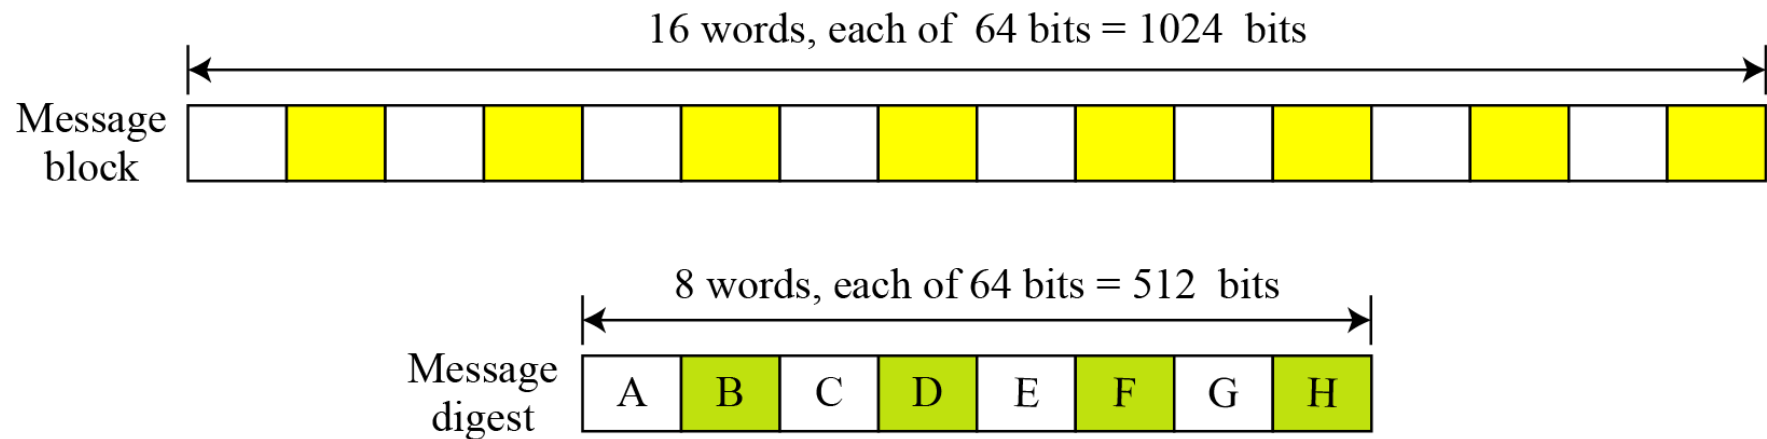 16 words, each of 64 bits = 1024 bits
Message
block
8 words, each of 64 bits = 512 bits
Message
digest
A B C D E F G H